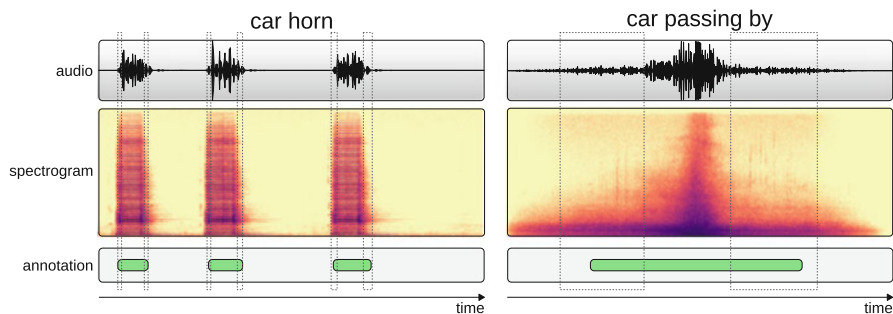 car horn
car passing by
audio
spectrogram
annotation
time
time